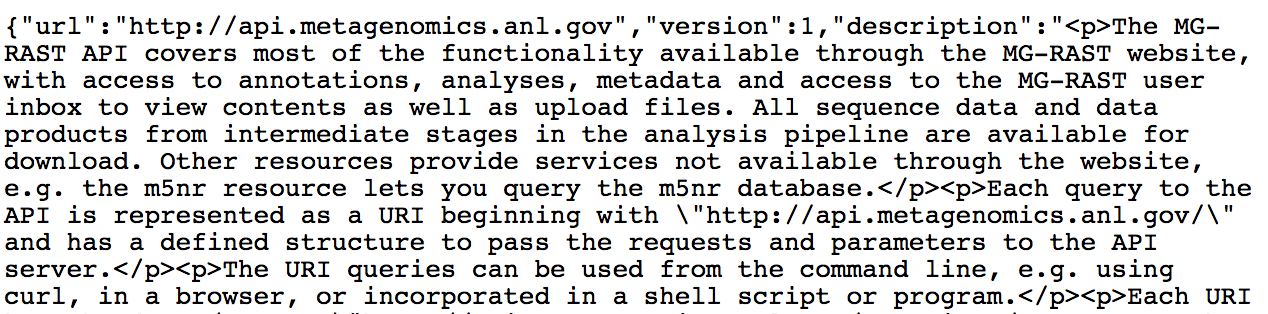 {"url":"http://api.metagenomics.anl.gov","version":1,"description":"<p>The MG-
RAST API covers most of the functionality available through the MG-RAST website,
with access to annotations, analyses, metadata and access to the MG-RAST user
inbox to view contents as well as upload files. All sequence data and data
products from intermediate stages in the analysis pipeline are available for
download. Other resources provide services not available through the website,
e.g. the m5nr resource lets you query the m5nr database.</p><p>Each query to the
API is represented as a URI beginning with \"http://api.metagenomics.anl.gov/\"
and has a defined structure to pass the requests and parameters to the API
server.</p><p>The URI queries can be used from the command line, e.g. using
curl, in a browser, or incorporated in a shell script or program.</p><p>Each URI